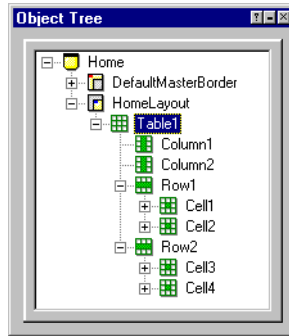 Object Tree
Home
DefaultMasterBorder
HomeLayout
Table1
Column1
Column2
Row1
Cell1
Cell2
Row2
Cell3
Cell4